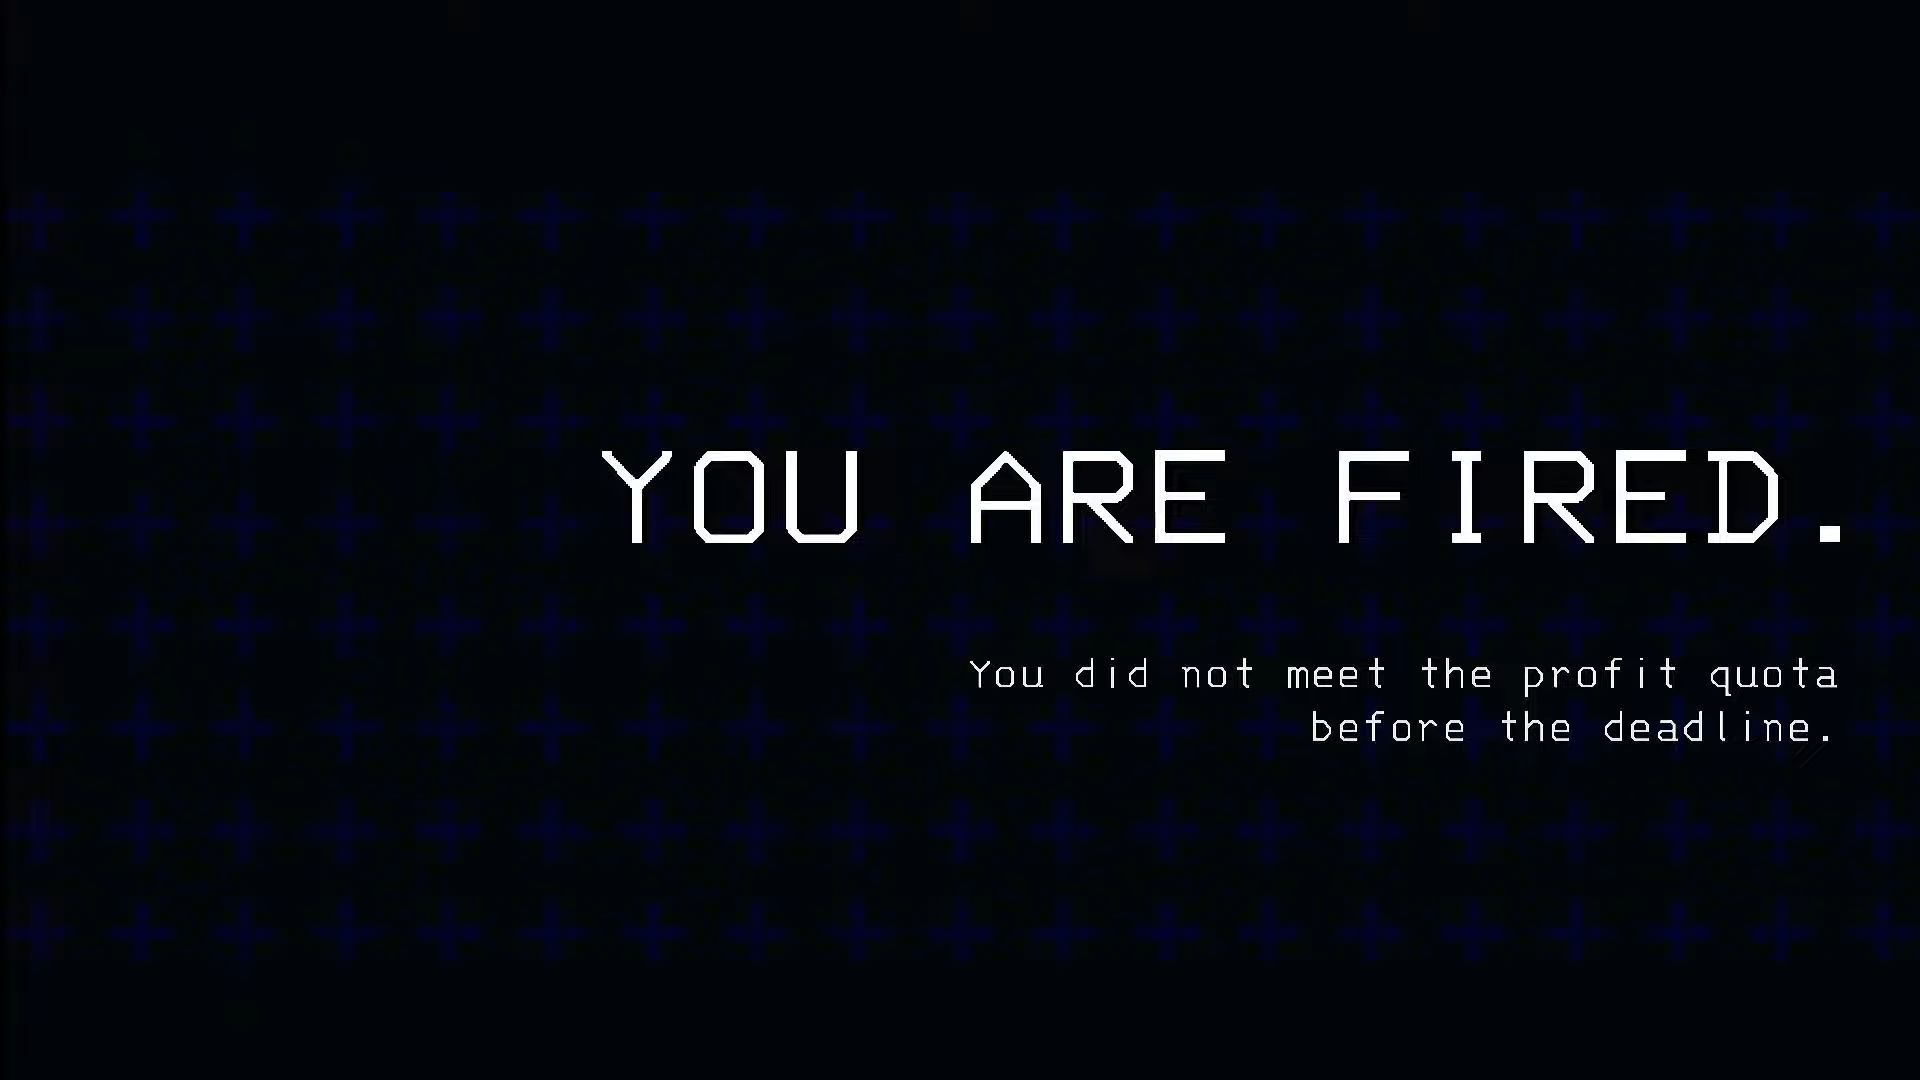 YOU ARE FIRED.
You did not meet the profit quota
before the deadline.